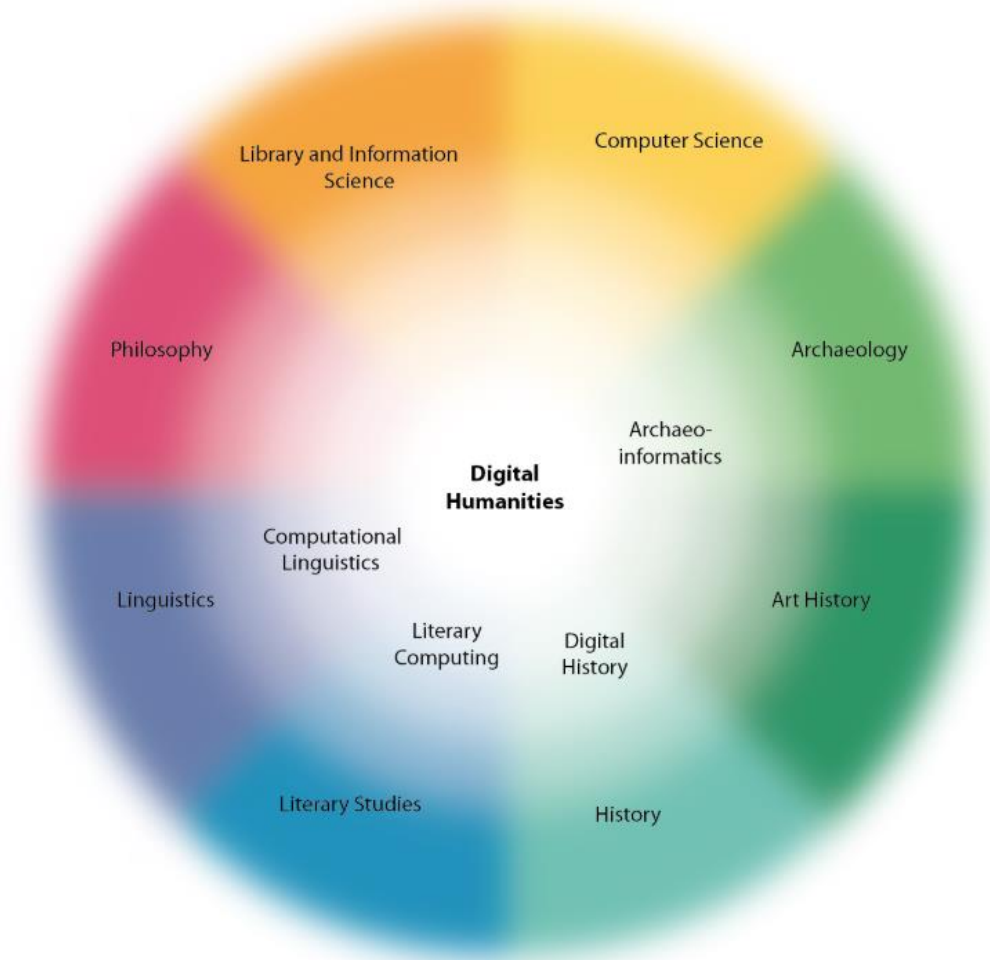 Computer Science
Library and Information
Science
Philosophy
Archaeology
Archaeo-
informatics
Digital
Humanities
Computational
Linguistics
Linguistics
Art History
Literary
Computing
Digital
History
Literary Studies
History